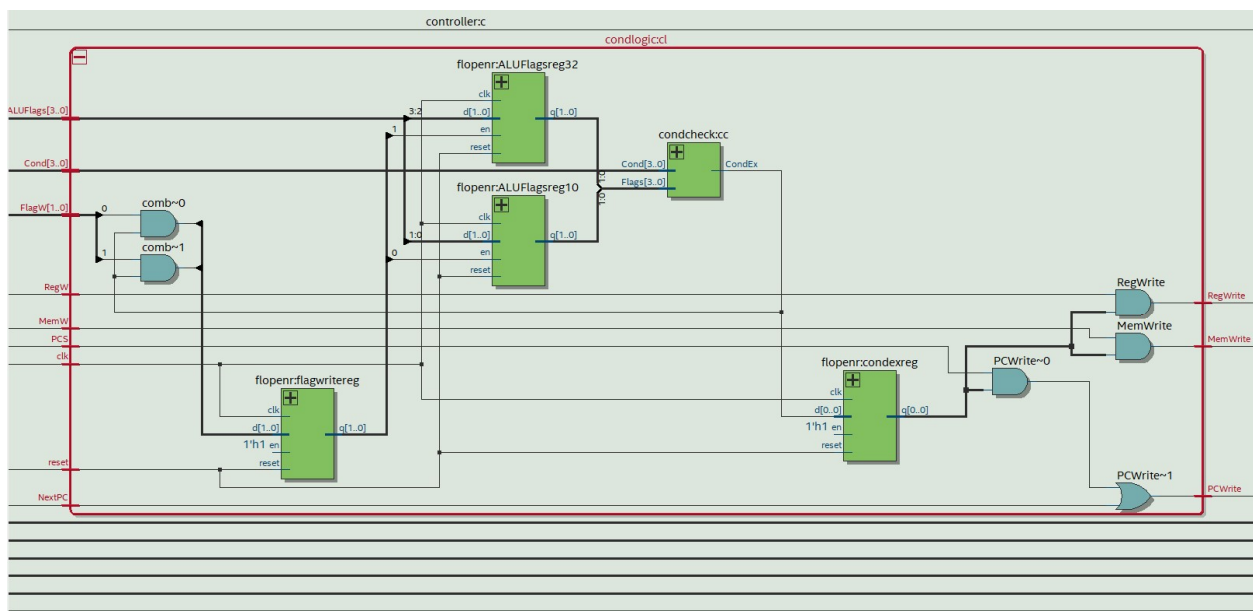 controller:c
condlogic:cl
flopenr:ALUFlagsreg32
clk
d[1..0]
q[1..0]
en
reset
ALUFlags[3..0]
3:2
1
condcheck:cc
Cond[3..0]
CondEx
Flags[3..0]
1:0
1:0
Cond[3..0]
flopenr:ALUFlagsreg10
clk
1:0
d[1..0]
q[1..0]
0
en
reset
FlagW[1..0]
0
comb~0
1
comb~1
RegW
MemW
PCS
clk
RegWrite
RegWrite
MemWrite
MemWrite
flopenr:flagwritereg
clk
d[1..0]
q[1..0]
1'h1 en
reset
flopenr:condexreg
clk
d[0..0]
q[0..0]
1'h1 en
reset
PCWrite~0
reset
NextPC
PCWrite~1
PCWrite